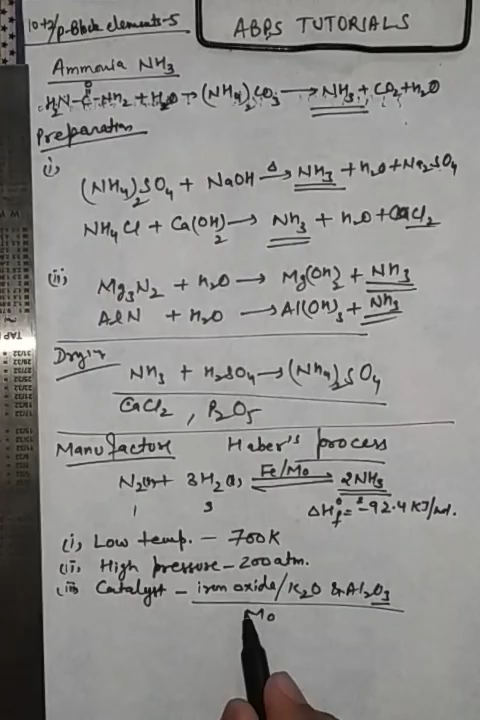 10+2/p-Block elements-5
ABPS TUTORIALS
Ammonia NH3
O
H2N-C-NH2 + H2O → (NH4)2CO3 → NH3 + CO2 + H2O
Preparation
(i)
(NH4)2SO4 + NaOH →Δ NH3 + H2O + Na2SO4
NH4Cl + Ca(OH)2 → NH3 + H2O + CaCl2
(ii) Mg3N2 + H2O → Mg(OH)2 + NH3
AlN + H2O → Al(OH)3 + NH3
Drying
NH3 + H2SO4 → (NH4)2SO4
CaCl2, P2O5
Manufacture Haber's process
N2(g) + 3H2(g) Fe/Mo ⇌ 2NH3
1 3 ΔHf° = -92.4 KJ/mol.
(i) Low temp. - 700K
(ii) High pressure - 200 atm.
(iii) Catalyst - iron oxide/K2O & Al2O3
Mo